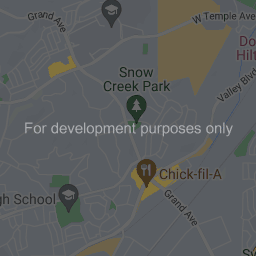 Grand Ave
W Temple Ave
Do
Hilt
Snow
Creek Park
Valley Blvd
For development purposes only
Chick-fil-A
gh School
Grand Ave
S